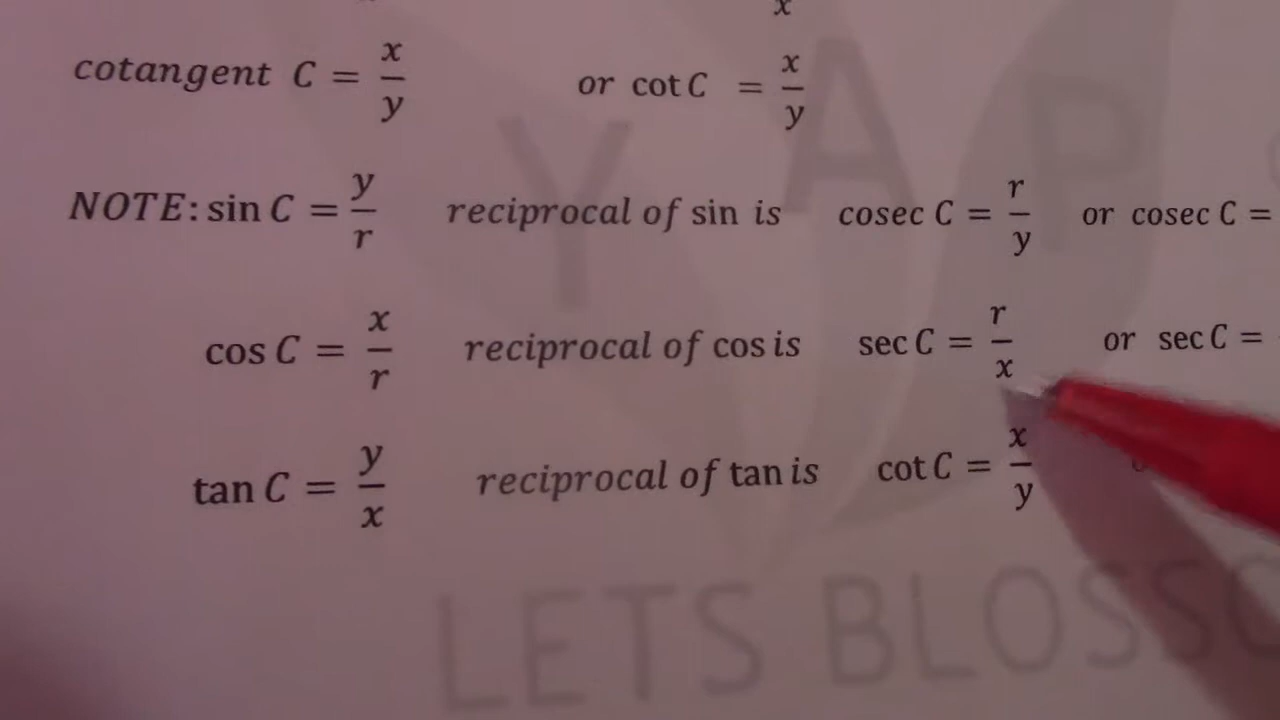 x
cotangent C = x/y or cot C = x/y
NOTE: sin C = y/r reciprocal of sin is cosec C = r/y or cosec C =
cos C = x/r reciprocal of cos is sec C = r/x or sec C =
tan C = y/x reciprocal of tan is cot C = x/y
Y A P
LETS BLOSSO